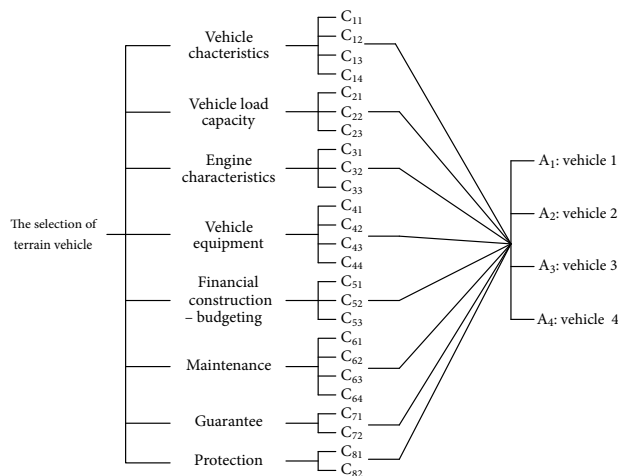 The selection of
terrain vehicle
Vehicle
chacteristics
C11
C12
C13
C14
Vehicle load
capacity
C21
C22
C23
Engine
characteristics
C31
C32
C33
Vehicle
equipment
C41
C42
C43
C44
Financial
construction
– budgeting
C51
C52
C53
Maintenance
C61
C62
C63
C64
Guarantee
C71
C72
Protection
C81
C82
A1: vehicle 1
A2: vehicle 2
A3: vehicle 3
A4: vehicle 4